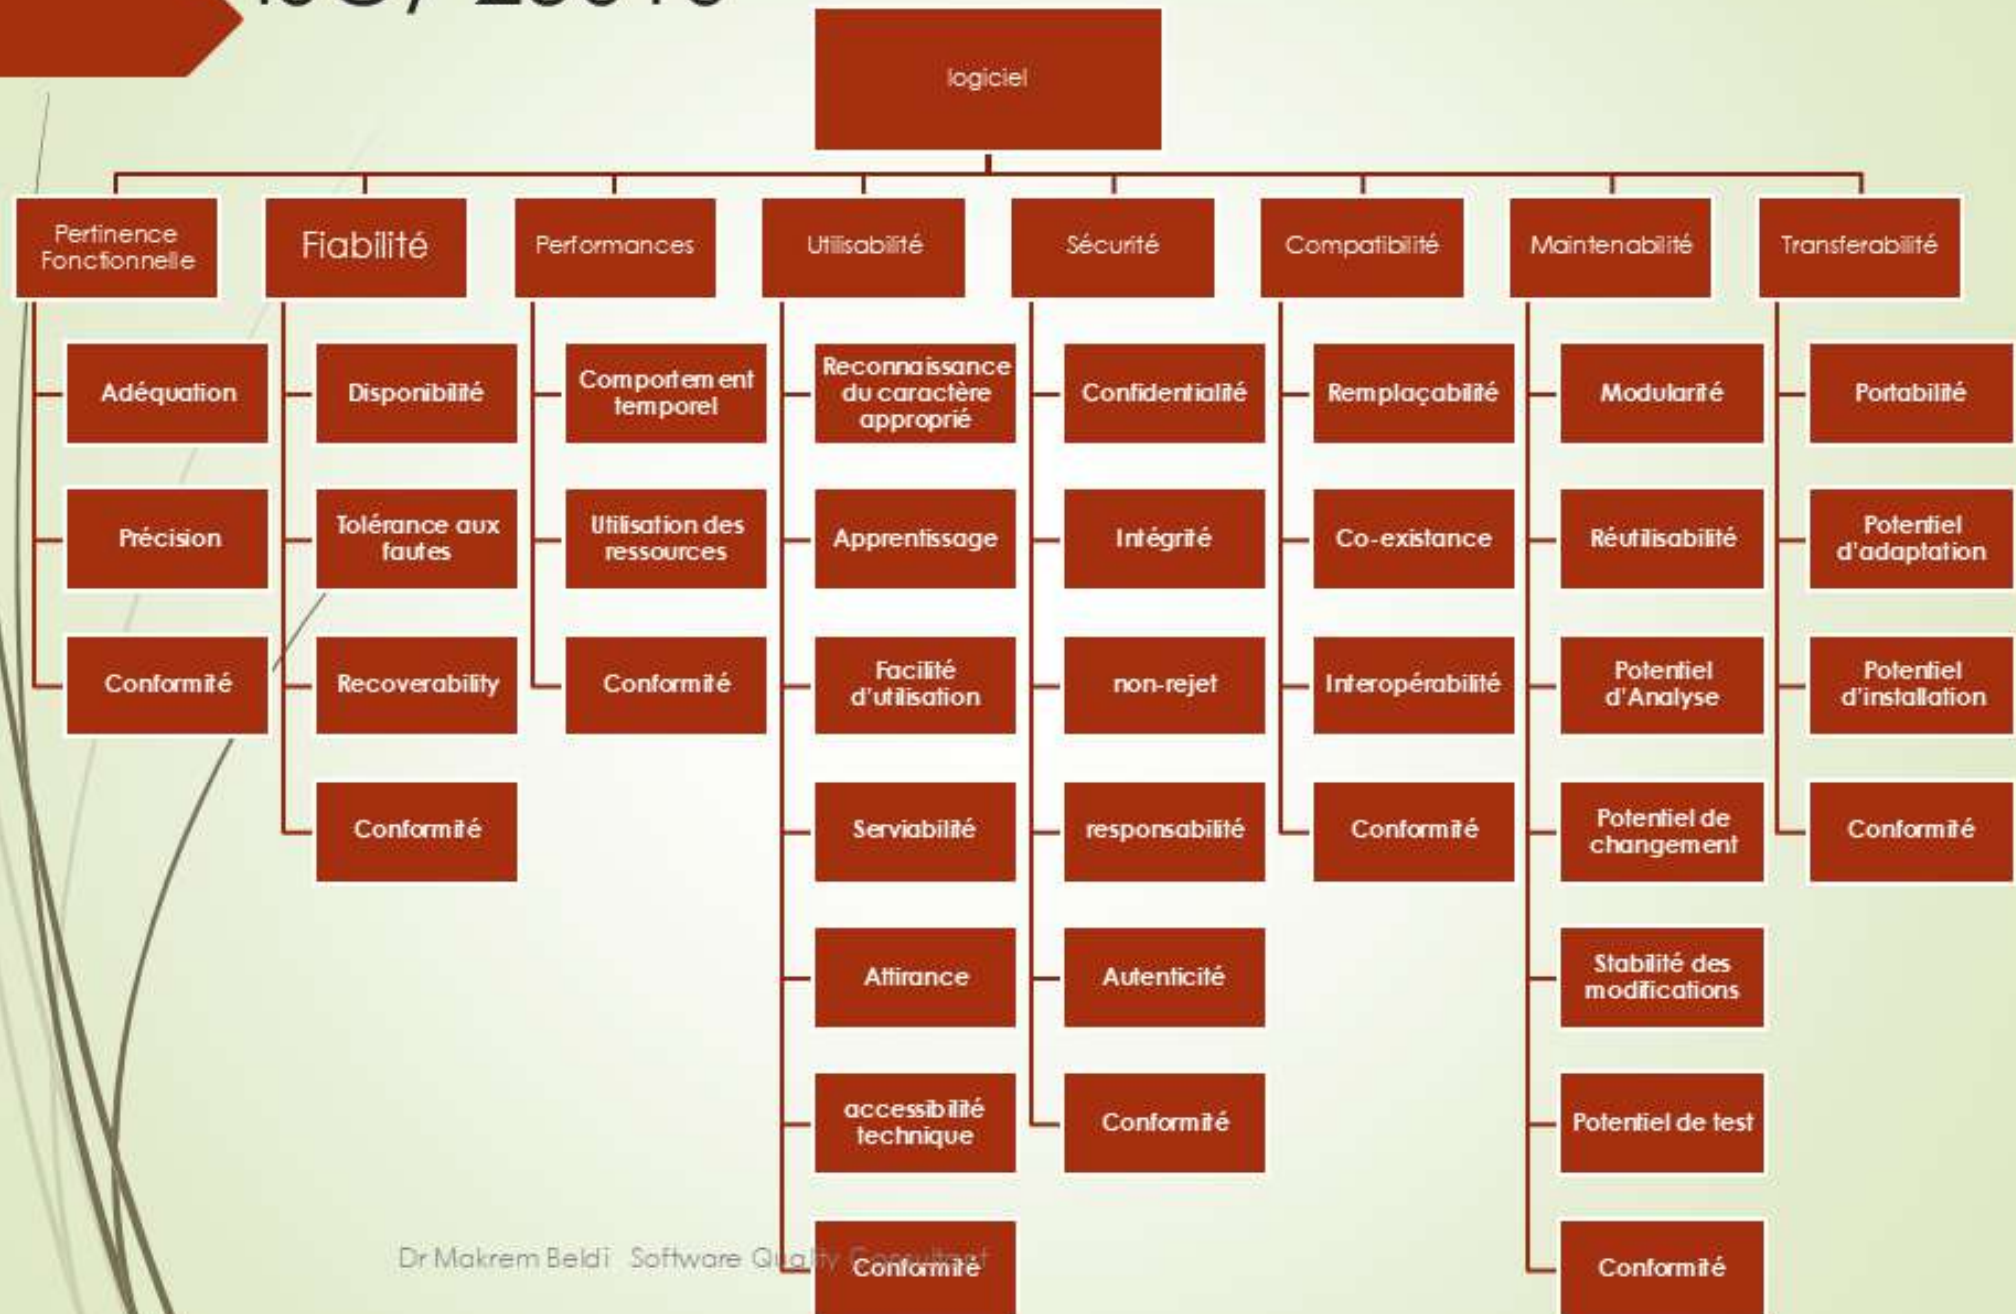 logiciel
Pertinence
Fonctionnelle
Adéquation
Précision
Conformité
Fiabilité
Disponibilité
Tolérance aux
fautes
Recoverability
Conformité
Performances
Comportement
temporel
Utilisation des
ressources
Conformité
Utilisabilité
Reconnaissance
du caractère
approprié
Apprentissage
Facilité
d'utilisation
Serviabilité
Attirance
accessibilité
technique
Conformité
Sécurité
Confidentialité
Intégrité
non-rejet
responsabilité
Autenticité
Conformité
Compatibilité
Remplaçabilité
Co-existance
Interopérabilité
Conformité
Maintenabilité
Modularité
Réutilisabilité
Potentiel
d'Analyse
Potentiel de
changement
Stabilité des
modifications
Potentiel de test
Conformité
Transferabilité
Portabilité
Potentiel
d'adaptation
Potentiel
d'installation
Conformité
Dr Makrem Beldi Software Quality Consultant